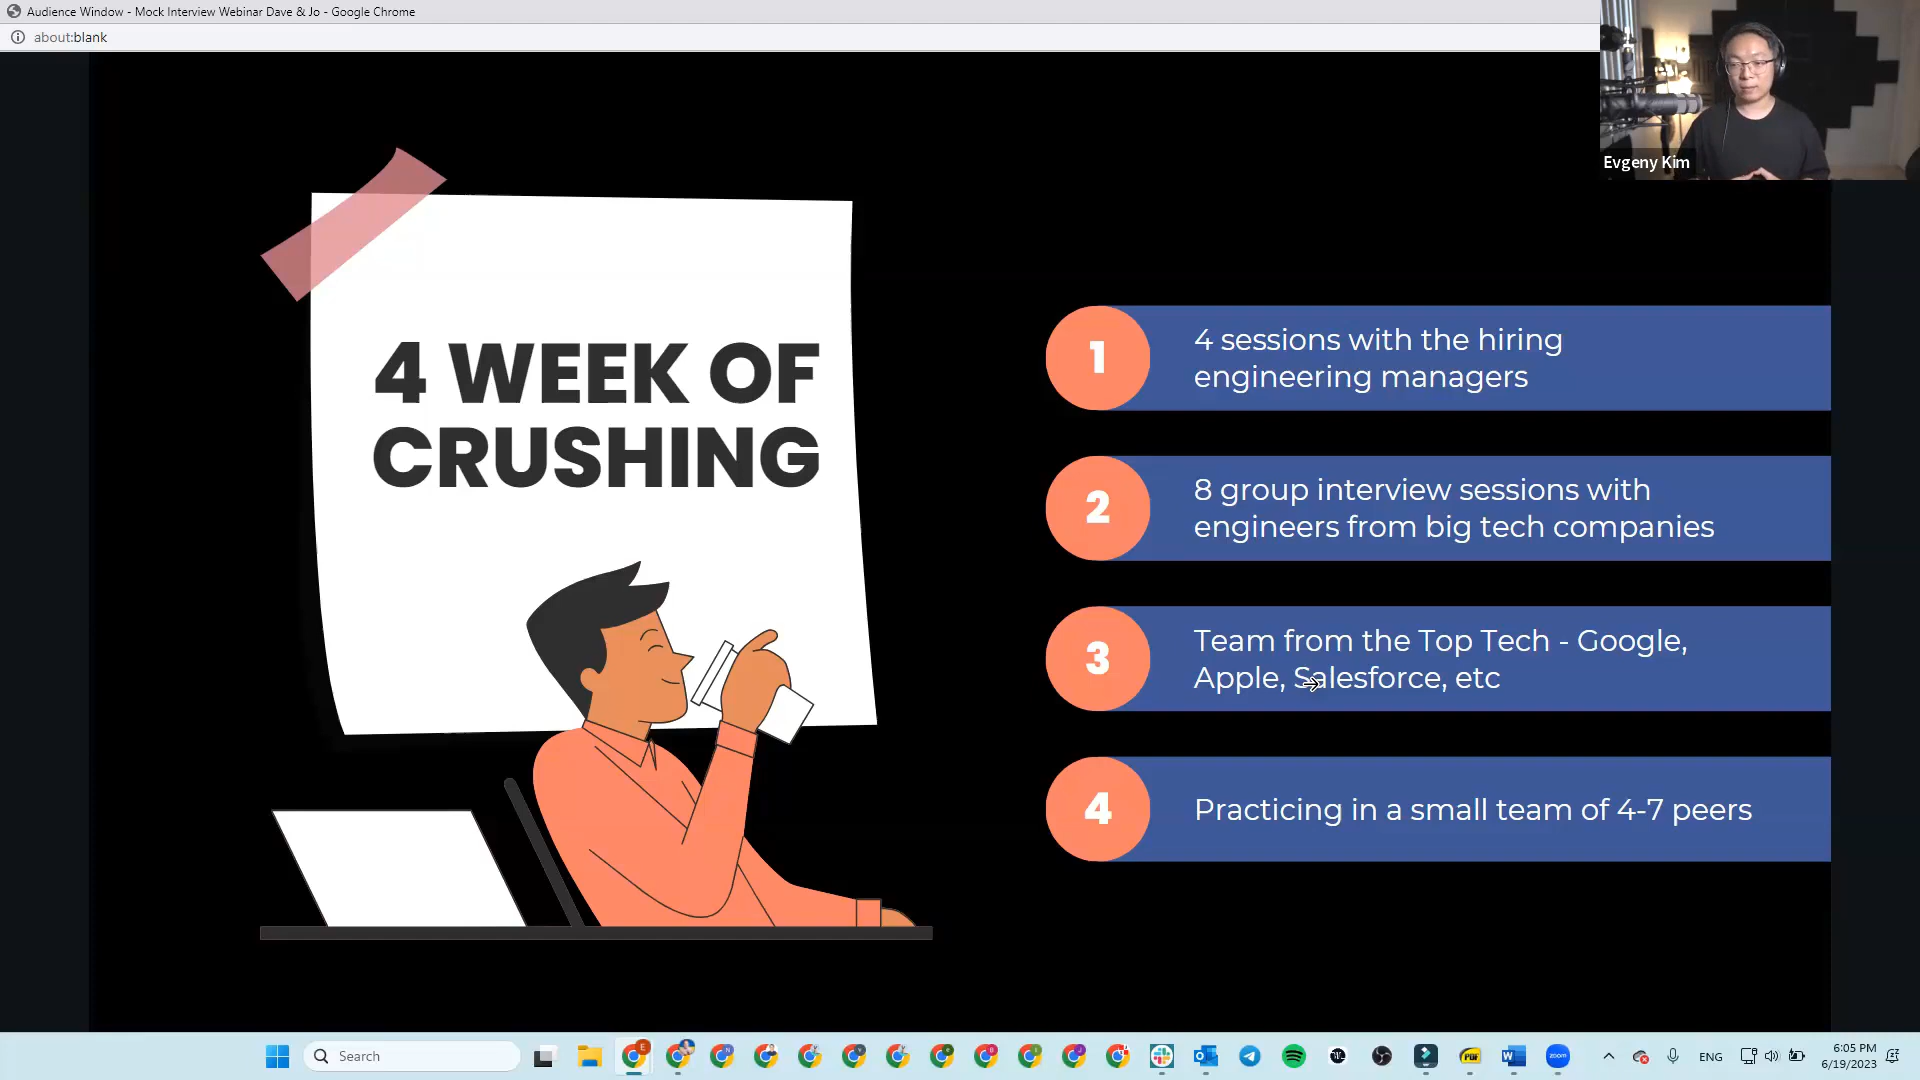 Audience Window - Mock Interview Webinar Dave & Jo - Google Chrome
about:blank
Evgeny Kim
4 WEEK OF
CRUSHING
1
4 sessions with the hiring
engineering managers
2
8 group interview sessions with
engineers from big tech companies
3
Team from the Top Tech - Google,
Apple, Salesforce, etc
4
Practicing in a small team of 4-7 peers
Search
PDF
zoom
ENG
6:05 PM
6/19/2023